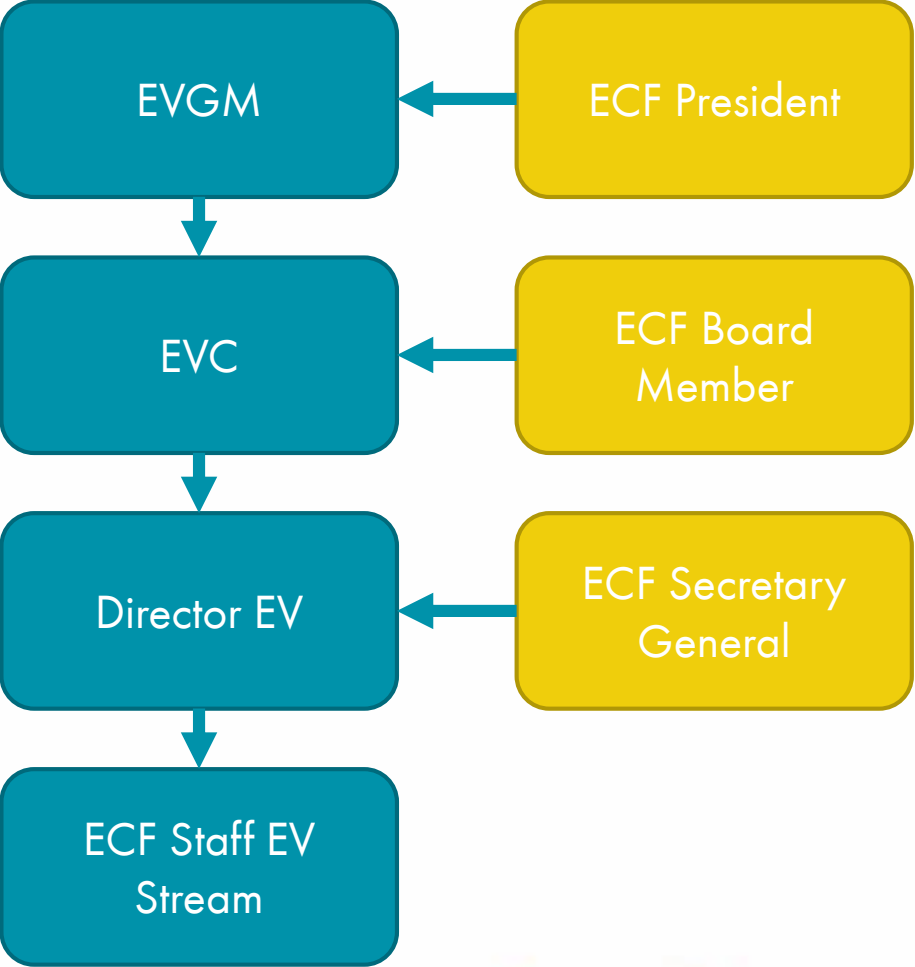 EVGM
ECF President
EVC
ECF Board
Member
Director EV
ECF Secretary
General
ECF Staff EV
Stream